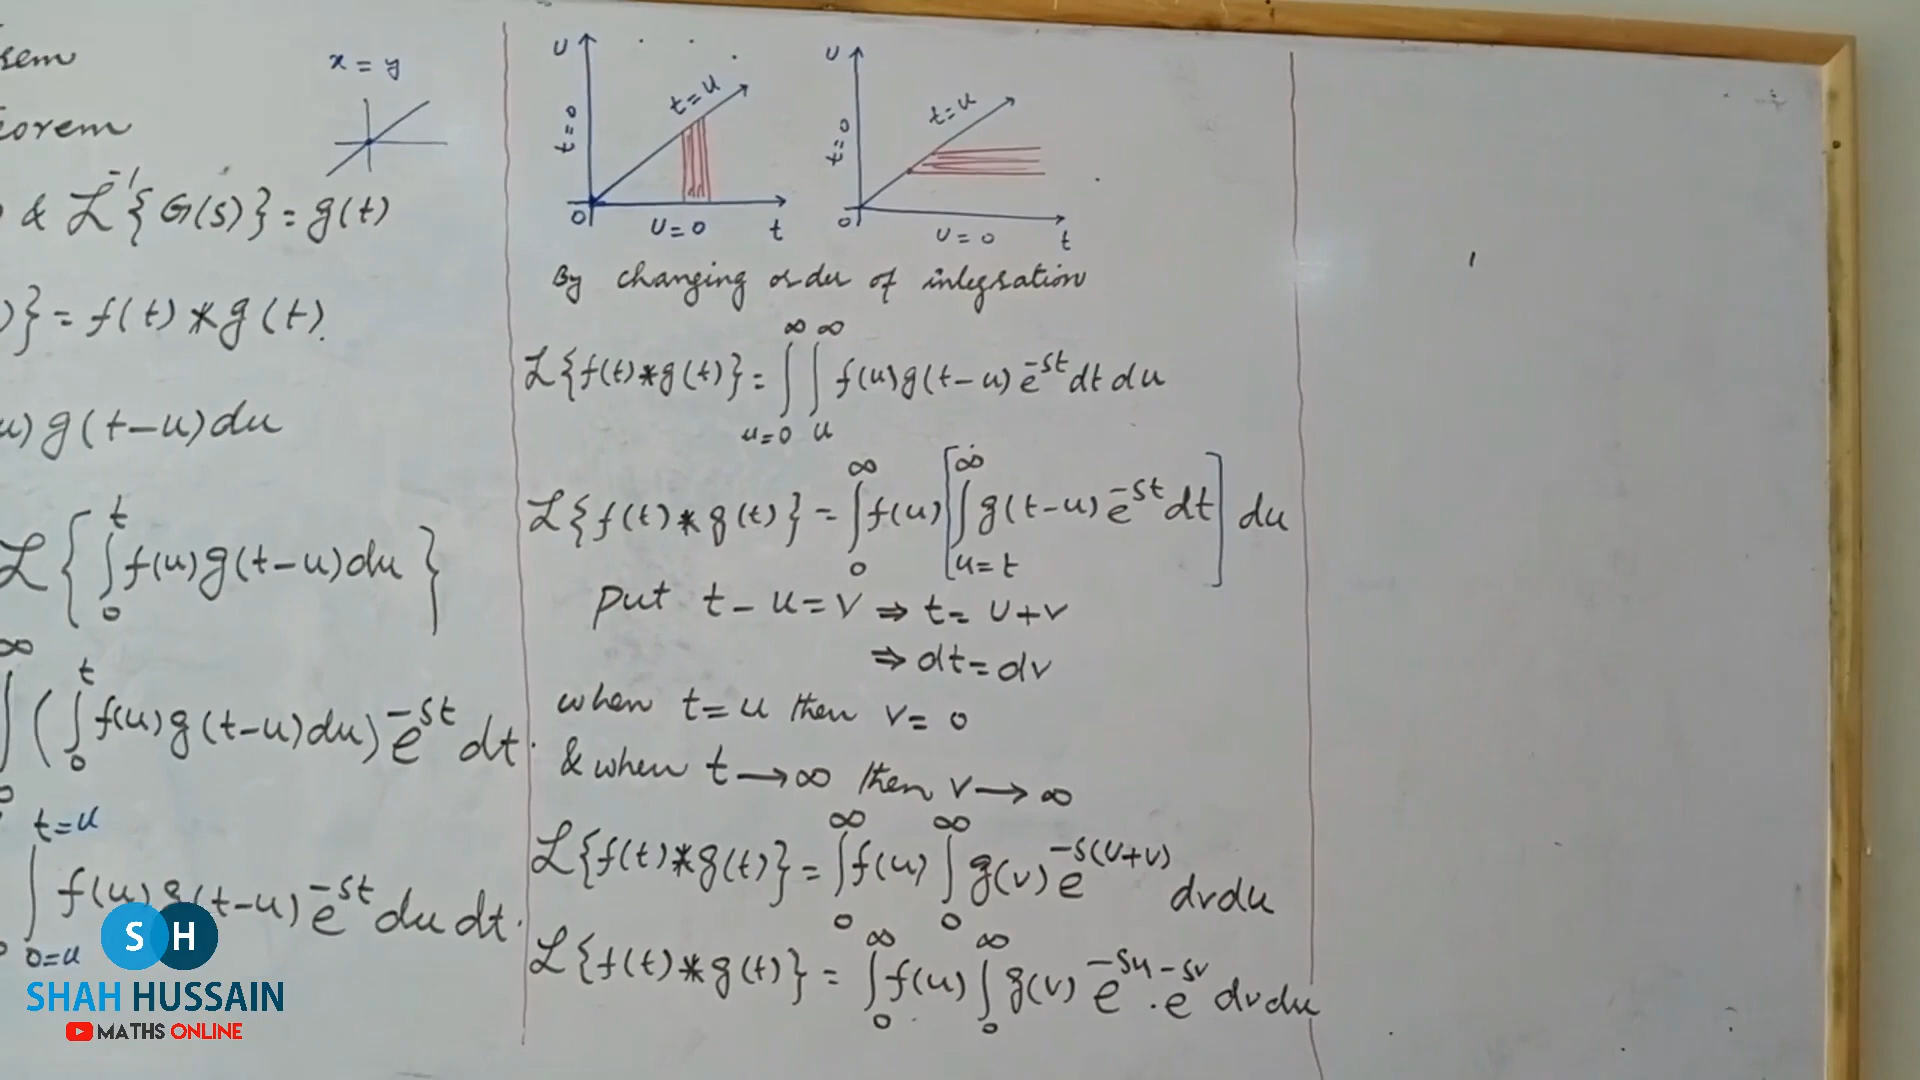 x = y
orem
& ℒ⁻¹{G(s)} = g(t)
)} = f(t) * g(t).
u) g(t-u) du
ℒ { ∫₀ᵗ f(u) g(t-u) du }
∞ ∫ ( ∫₀ᵗ f(u) g(t-u) du ) e^{-st} dt.
t=u
∫ f(u) g(t-u) e^{-st} du dt.
0=u
U
t=0
t=u
0
U=0
t
U
t=0
t=u
0
U=0
t
By changing order of integration
ℒ{f(t)*g(t)} = ∫_{u=0}^{∞} ∫_{u}^{∞} f(u) g(t-u) e^{-st} dt du
ℒ{f(t)*g(t)} = ∫₀^∞ f(u) [ ∫_{u=t}^{∞} g(t-u) e^{-st} dt ] du
put t-u=v ⇒ t= u+v
⇒ dt=dv
when t=u then v=0
& when t→∞ then v→∞
ℒ{f(t)*g(t)} = ∫₀^∞ f(u) ∫₀^∞ g(v) e^{-s(u+v)} dv du
ℒ{f(t)*g(t)} = ∫₀^∞ f(u) ∫₀^∞ g(v) e^{-su} . e^{-sv} dv du
SH
SHAH HUSSAIN
MATHS ONLINE